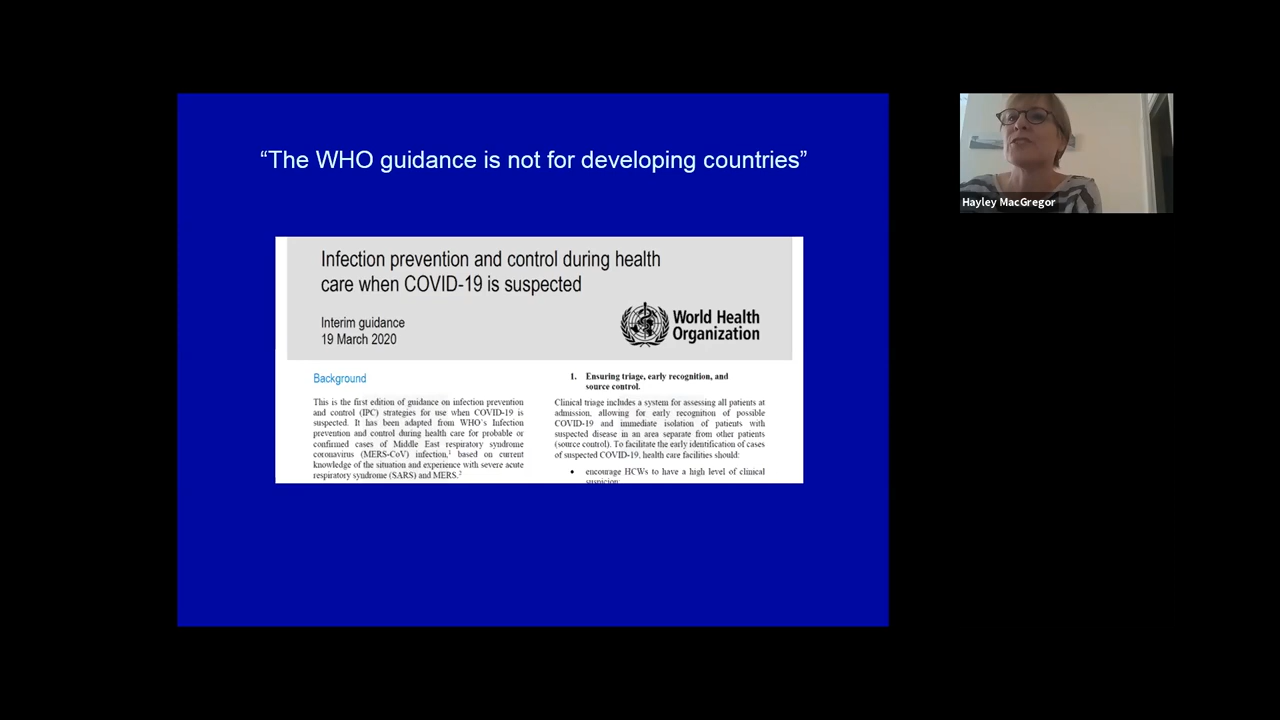 “The WHO guidance is not for developing countries”
Infection prevention and control during health
care when COVID-19 is suspected
Interim guidance
19 March 2020
World Health
Organization
Background
This is the first edition of guidance on infection prevention
and control (IPC) strategies for use when COVID-19 is
suspected. It has been adapted from WHO's Infection
prevention and control during health care for probable or
confirmed cases of Middle East respiratory syndrome
coronavirus (MERS-CoV) infection,1 based on current
knowledge of the situation and experience with severe acute
respiratory syndrome (SARS) and MERS.2
1. Ensuring triage, early recognition, and
source control.
Clinical triage includes a system for assessing all patients at
admission, allowing for early recognition of possible
COVID-19 and immediate isolation of patients with
suspected disease in an area separate from other patients
(source control). To facilitate the early identification of cases
of suspected COVID-19, health care facilities should:
• encourage HCWs to have a high level of clinical
suspicion;
Hayley MacGregor